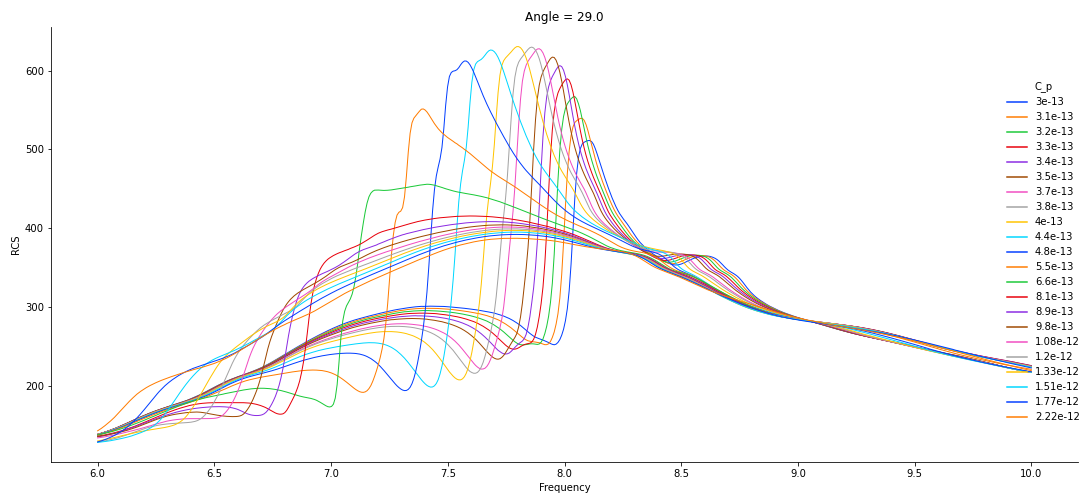 Angle = 29.0
RCS
600
500
400
300
200
6.0
6.5
7.0
7.5
8.0
8.5
9.0
9.5
10.0
Frequency
C_p
3e-13
3.1e-13
3.2e-13
3.3e-13
3.4e-13
3.5e-13
3.7e-13
3.8e-13
4e-13
4.4e-13
4.8e-13
5.5e-13
6.6e-13
8.1e-13
8.9e-13
9.8e-13
1.08e-12
1.2e-12
1.33e-12
1.51e-12
1.77e-12
2.22e-12